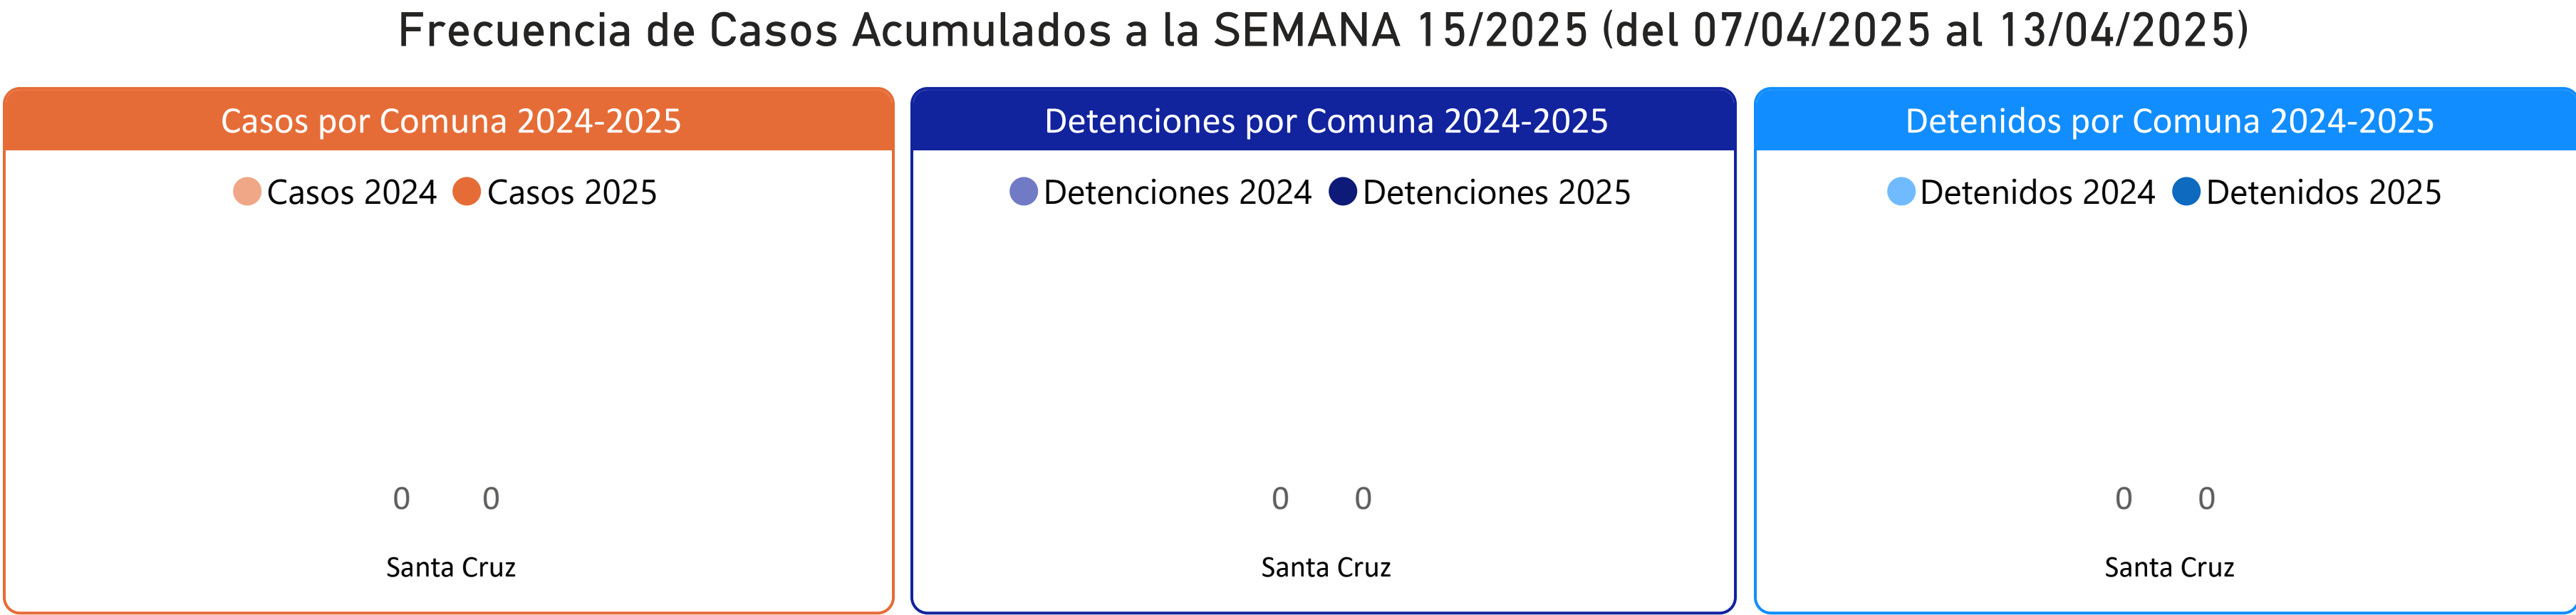 Frecuencia de Casos Acumulados a la SEMANA 15/2025 (del 07/04/2025 al 13/04/2025)
Casos por Comuna 2024-2025
Casos 2024 Casos 2025
0 0
Santa Cruz
Detenciones por Comuna 2024-2025
Detenciones 2024 Detenciones 2025
0 0
Santa Cruz
Detenidos por Comuna 2024-2025
Detenidos 2024 Detenidos 2025
0 0
Santa Cruz